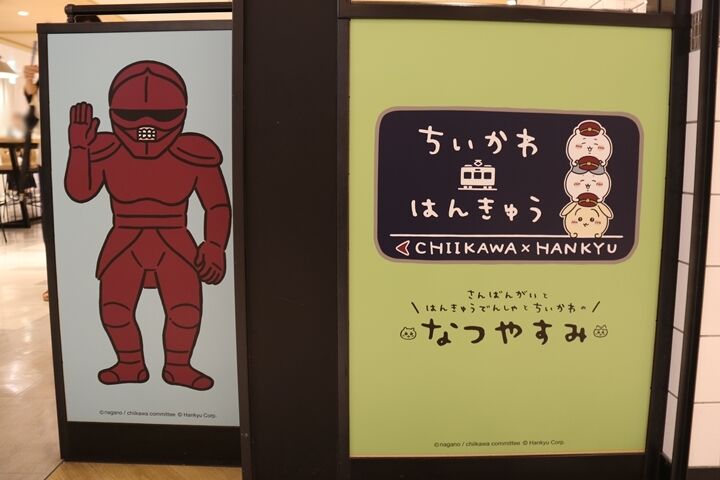 ©nagano / chiikawa committee © Hankyu Corp.
ちいかわ
はんきゅう
CHIIKAWA × HANKYU
さんばんがいと
はんきゅうでんしゃとちいかわの
なつやすみ
©nagano / chiikawa committee © Hankyu Corp.